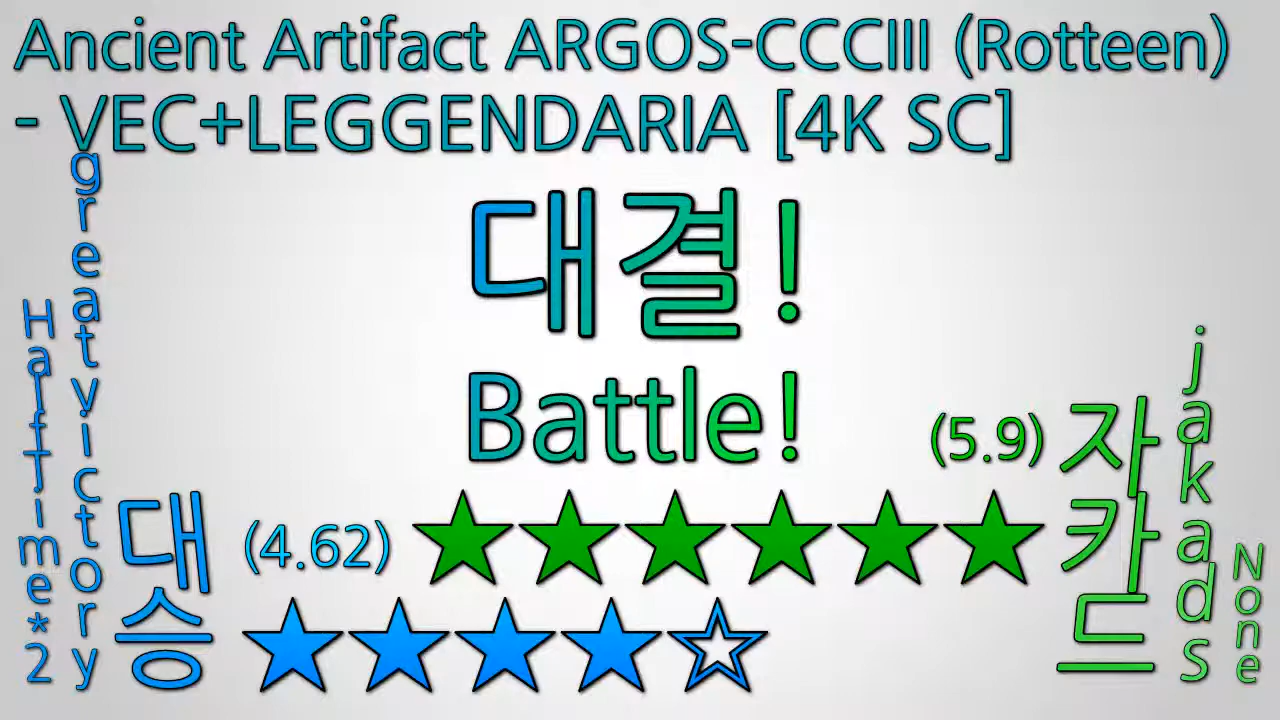 Ancient Artifact ARGOS-CCCIII (Rotteen)
- VEC+LEGGENDARIA [4K SC]
대결!
Battle!
Halftime*2
greatvictory
대승
(4.62)
(5.9)
자카드
jakads
None